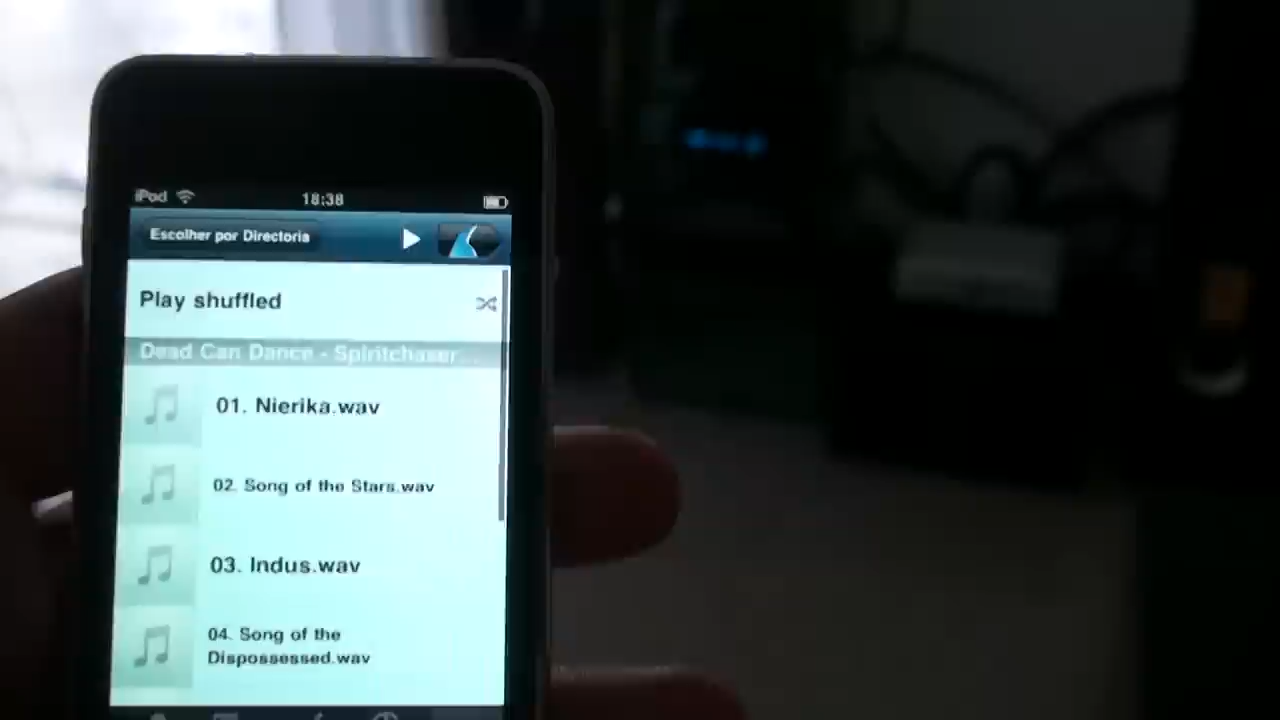 iPod 18:38
Escolher por Directoria
Play shuffled
Dead Can Dance - Spiritchaser...
01. Nierika.wav
02. Song of the Stars.wav
03. Indus.wav
04. Song of the
Dispossessed.wav